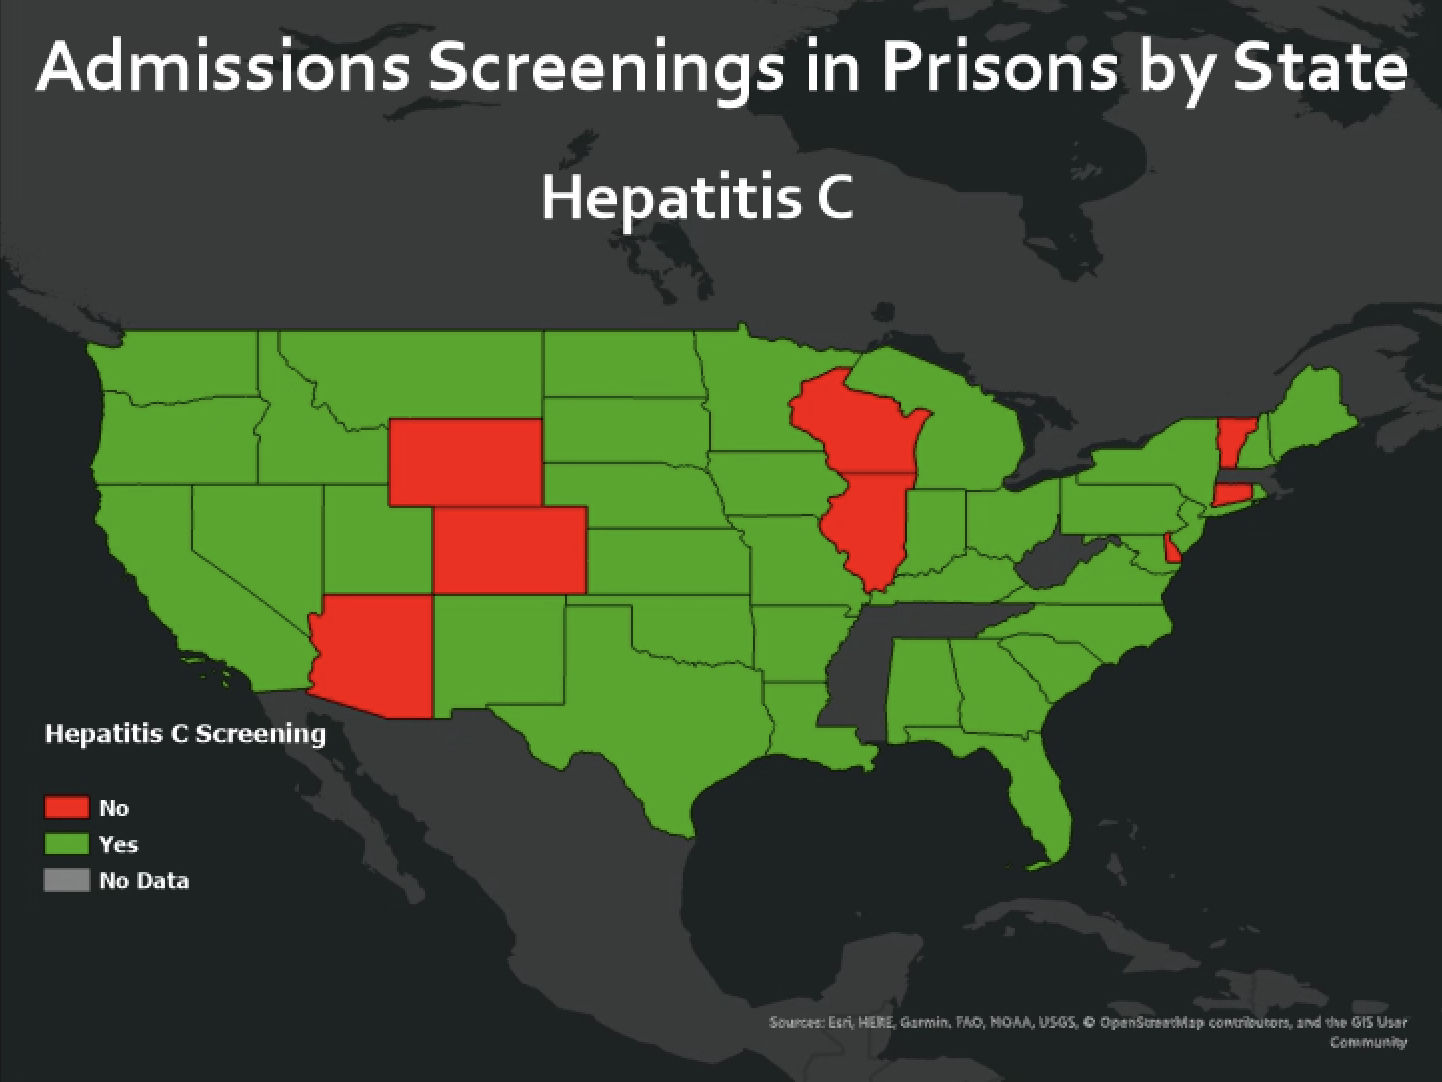 Admissions Screenings in Prisons by State
Hepatitis C
Hepatitis C Screening
No
Yes
No Data
Sources: Esri, HERE, Garmin, FAO, NOAA, USGS, © OpenStreetMap contributors, and the GIS User
Community